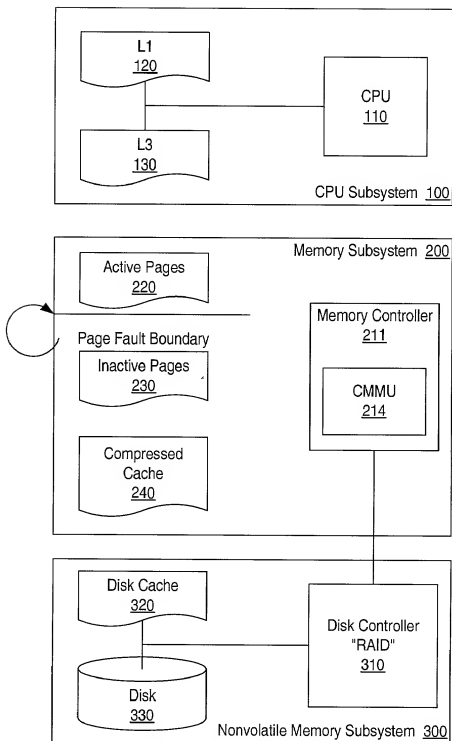 L1
120
CPU
110
L3
130
CPU Subsystem 100
Memory Subsystem 200
Active Pages
220
Page Fault Boundary
Memory Controller
211
Inactive Pages
230
CMMU
214
Compressed
Cache
240
Disk Cache
320
Disk Controller
"RAID"
310
Disk
330
Nonvolatile Memory Subsystem 300